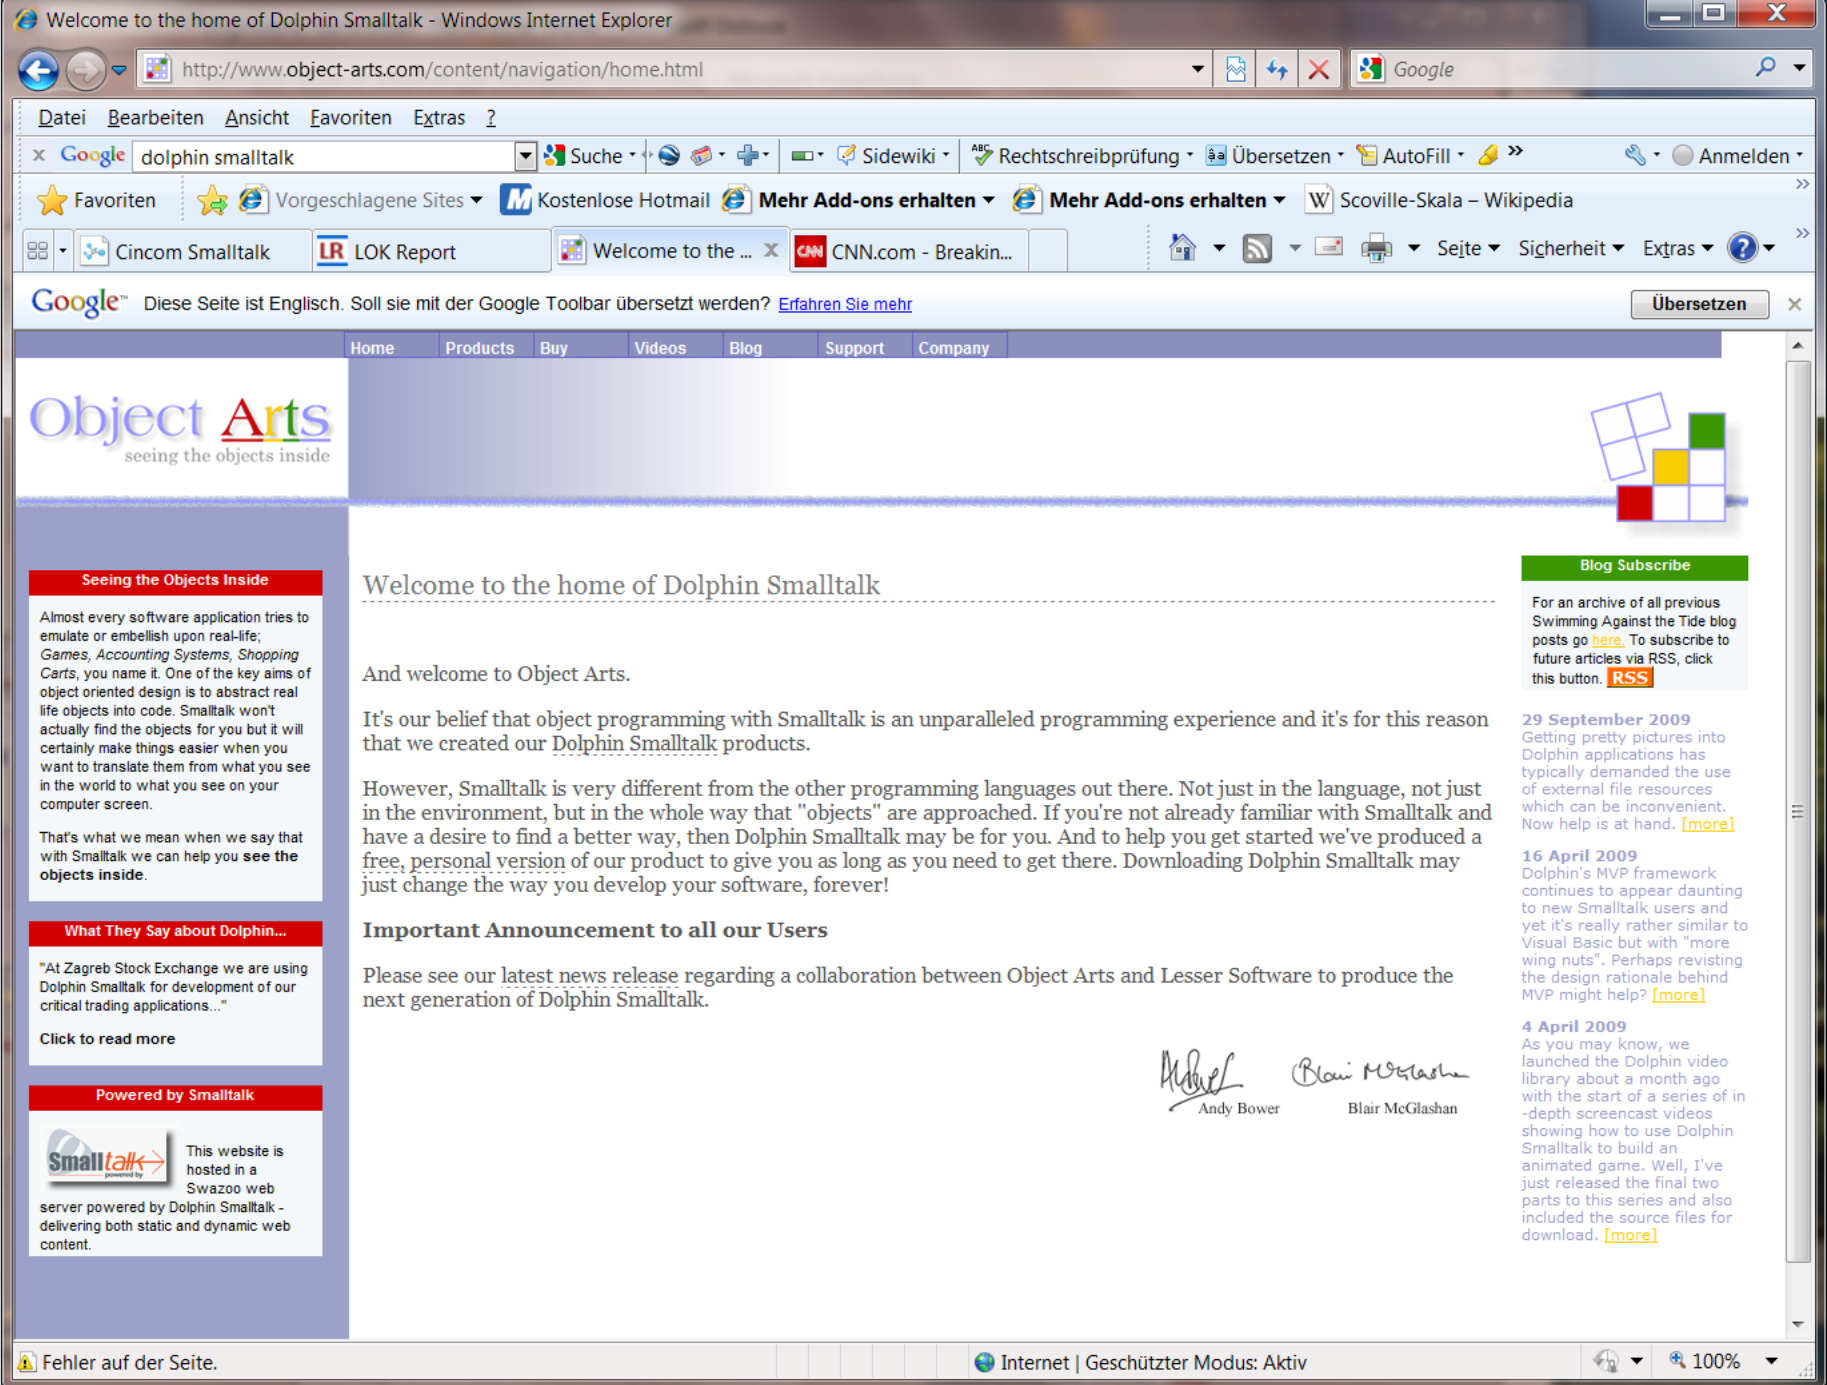 Welcome to the home of Dolphin Smalltalk - Windows Internet Explorer
http://www.object-arts.com/content/navigation/home.html
Google
Datei Bearbeiten Ansicht Favoriten Extras ?
x Google dolphin smalltalk Suche Sidewiki ABC Rechtschreibprüfung Übersetzen AutoFill » Anmelden
Favoriten Vorgeschlagene Sites Kostenlose Hotmail Mehr Add-ons erhalten Mehr Add-ons erhalten W Scoville-Skala – Wikipedia »
Cincom Smalltalk LR LOK Report Welcome to the ... X CNN CNN.com - Breakin... Seite Sicherheit Extras ? »
Google™ Diese Seite ist Englisch. Soll sie mit der Google Toolbar übersetzt werden? Erfahren Sie mehr Übersetzen
Home Products Buy Videos Blog Support Company
Object Arts
seeing the objects inside
Seeing the Objects Inside
Almost every software application tries to
emulate or embellish upon real-life;
Games, Accounting Systems, Shopping
Carts, you name it. One of the key aims of
object oriented design is to abstract real
life objects into code. Smalltalk won't
actually find the objects for you but it will
certainly make things easier when you
want to translate them from what you see
in the world to what you see on your
computer screen.
That's what we mean when we say that
with Smalltalk we can help you see the
objects inside.
What They Say about Dolphin...
"At Zagreb Stock Exchange we are using
Dolphin Smalltalk for development of our
critical trading applications..."
Click to read more
Powered by Smalltalk
Smalltalk
powered by
This website is
hosted in a
Swazoo web
server powered by Dolphin Smalltalk -
delivering both static and dynamic web
content.
Welcome to the home of Dolphin Smalltalk
And welcome to Object Arts.
It's our belief that object programming with Smalltalk is an unparalleled programming experience and it's for this reason
that we created our Dolphin Smalltalk products.
However, Smalltalk is very different from the other programming languages out there. Not just in the language, not just
in the environment, but in the whole way that "objects" are approached. If you're not already familiar with Smalltalk and
have a desire to find a better way, then Dolphin Smalltalk may be for you. And to help you get started we've produced a
free, personal version of our product to give you as long as you need to get there. Downloading Dolphin Smalltalk may
just change the way you develop your software, forever!
Important Announcement to all our Users
Please see our latest news release regarding a collaboration between Object Arts and Lesser Software to produce the
next generation of Dolphin Smalltalk.
Blair McGlashan
Andy Bower Blair McGlashan
Blog Subscribe
For an archive of all previous
Swimming Against the Tide blog
posts go here. To subscribe to
future articles via RSS, click
this button. RSS
29 September 2009
Getting pretty pictures into
Dolphin applications has
typically demanded the use
of external file resources
which can be inconvenient.
Now help is at hand. [more]
16 April 2009
Dolphin's MVP framework
continues to appear daunting
to new Smalltalk users and
yet it's really rather similar to
Visual Basic but with "more
wing nuts". Perhaps revisting
the design rationale behind
MVP might help? [more]
4 April 2009
As you may know, we
launched the Dolphin video
library about a month ago
with the start of a series of in
-depth screencast videos
showing how to use Dolphin
Smalltalk to build an
animated game. Well, I've
just released the final two
parts to this series and also
included the source files for
download. [more]
Fehler auf der Seite. Internet | Geschützter Modus: Aktiv 100%